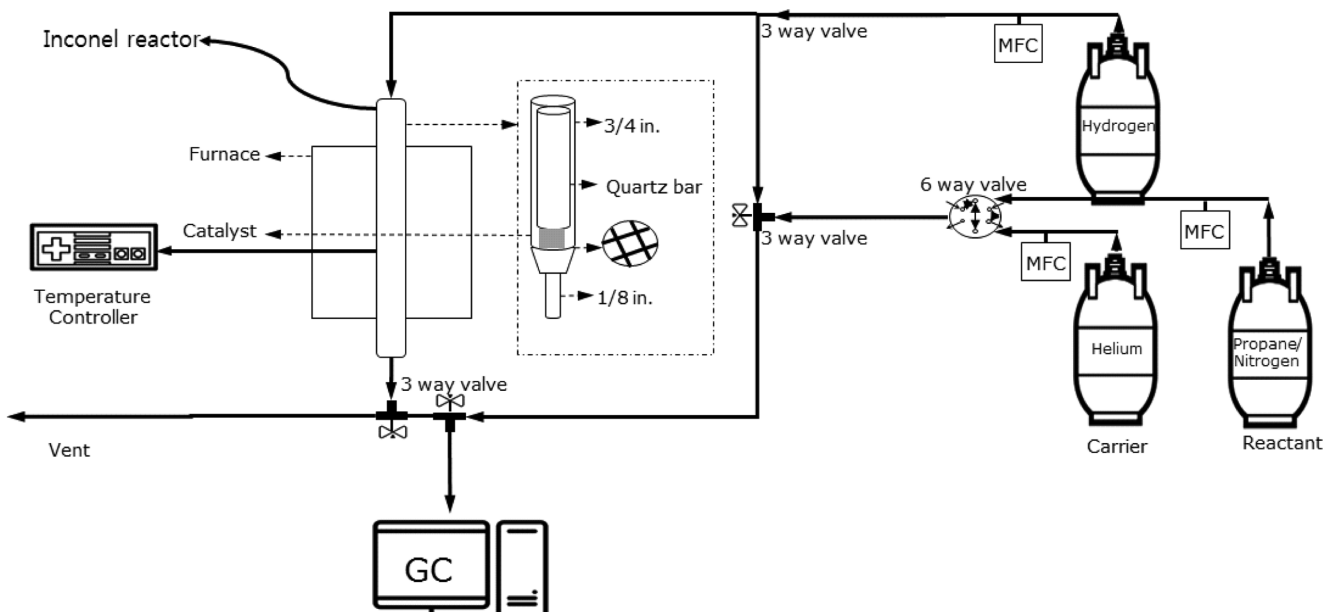 Inconel reactor
3 way valve
MFC
Hydrogen
3/4 in.
Furnace
Quartz bar
6 way valve
Catalyst
3 way valve
MFC
MFC
1/8 in.
Temperature
Controller
Helium
Propane/
Nitrogen
3 way valve
Vent
Carrier
Reactant
GC